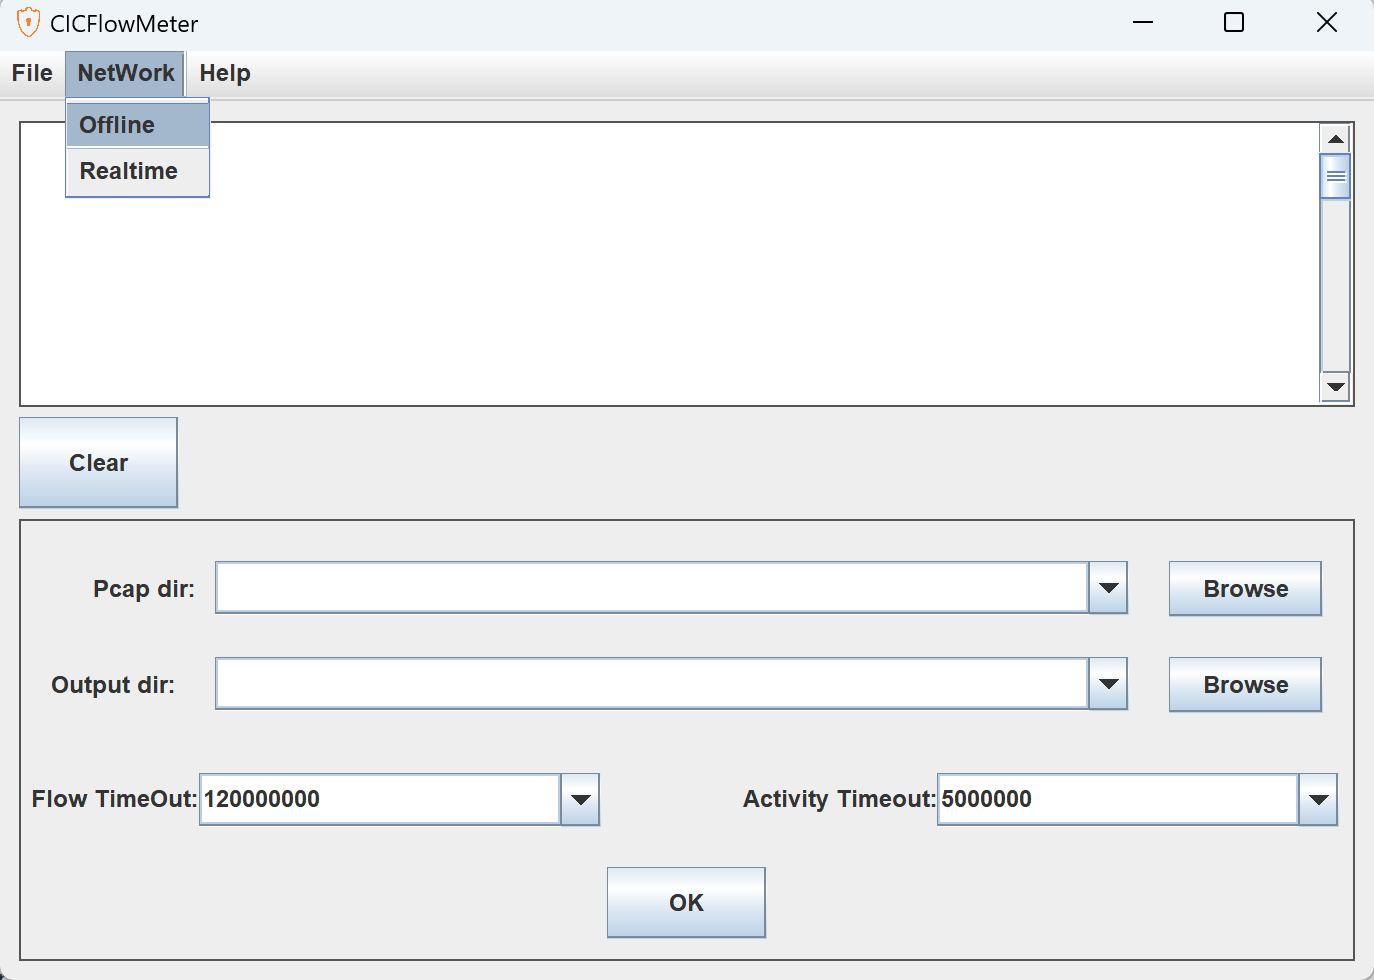 CICFlowMeter
File NetWork Help
Offline
Realtime
Clear
Pcap dir: Browse
Output dir: Browse
Flow TimeOut: 120000000 Activity Timeout: 5000000
OK